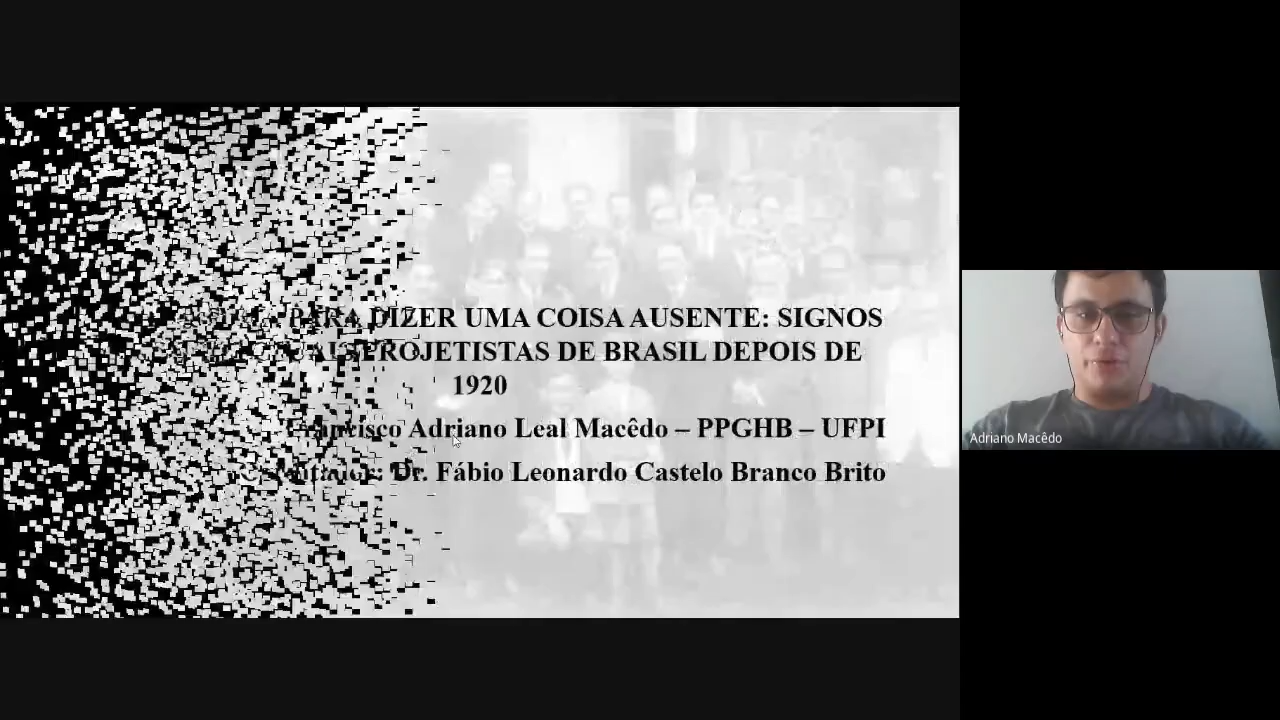 PARA DIZER UMA COISA AUSENTE: SIGNOS
PROJETISTAS DE BRASIL DEPOIS DE
1920
Francisco Adriano Leal Macêdo – PPGHB – UFPI
Dr. Fábio Leonardo Castelo Branco Brito
Adriano Macêdo